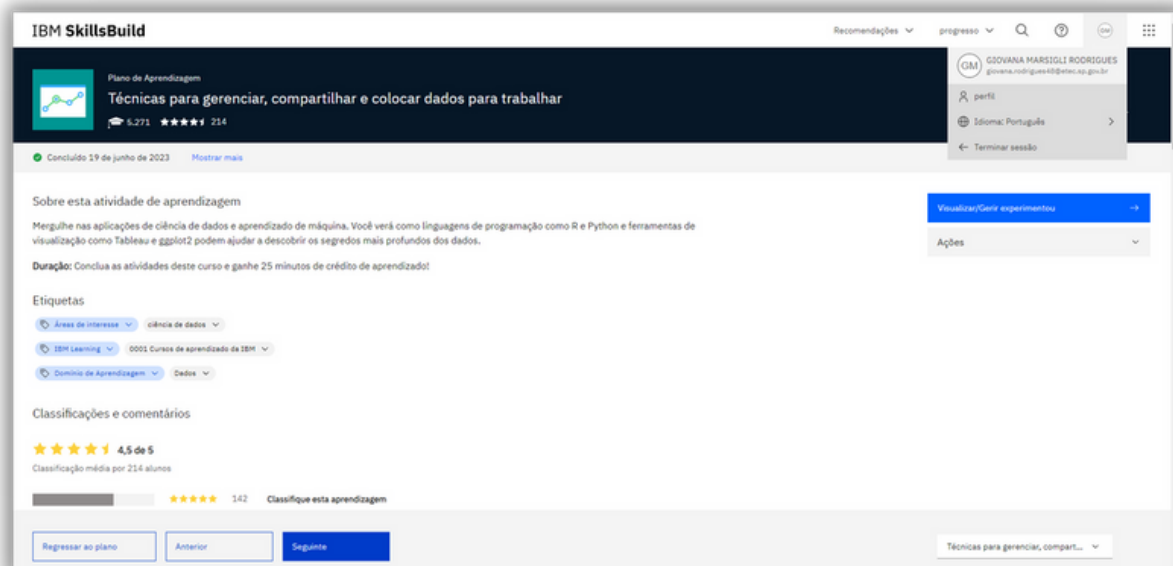 IBM SkillsBuild
Recomendações
progresso
GM
GM
GIOVANA MARSIGLI RODRIGUES
giovana.rodrigues48@etec.sp.gov.br
perfil
Idioma: Português
Terminar sessão
Plano de Aprendizagem
Técnicas para gerenciar, compartilhar e colocar dados para trabalhar
5.271 214
Concluído 19 de junho de 2023 Mostrar mais
Sobre esta atividade de aprendizagem
Mergulhe nas aplicações de ciência de dados e aprendizado de máquina. Você verá como linguagens de programação como R e Python e ferramentas de
visualização como Tableau e ggplot2 podem ajudar a descobrir os segredos mais profundos dos dados.
Duração: Conclua as atividades deste curso e ganhe 25 minutos de crédito de aprendizado!
Visualizar/Gerir experimentou
Ações
Etiquetas
Áreas de interesse ciência de dados
IBM Learning 0001 Cursos de aprendizado da IBM
Domínio de Aprendizagem Dados
Classificações e comentários
4,5 de 5
Classificação média por 214 alunos
142 Classifique esta aprendizagem
Regressar ao plano Anterior Seguinte
Técnicas para gerenciar, compart...